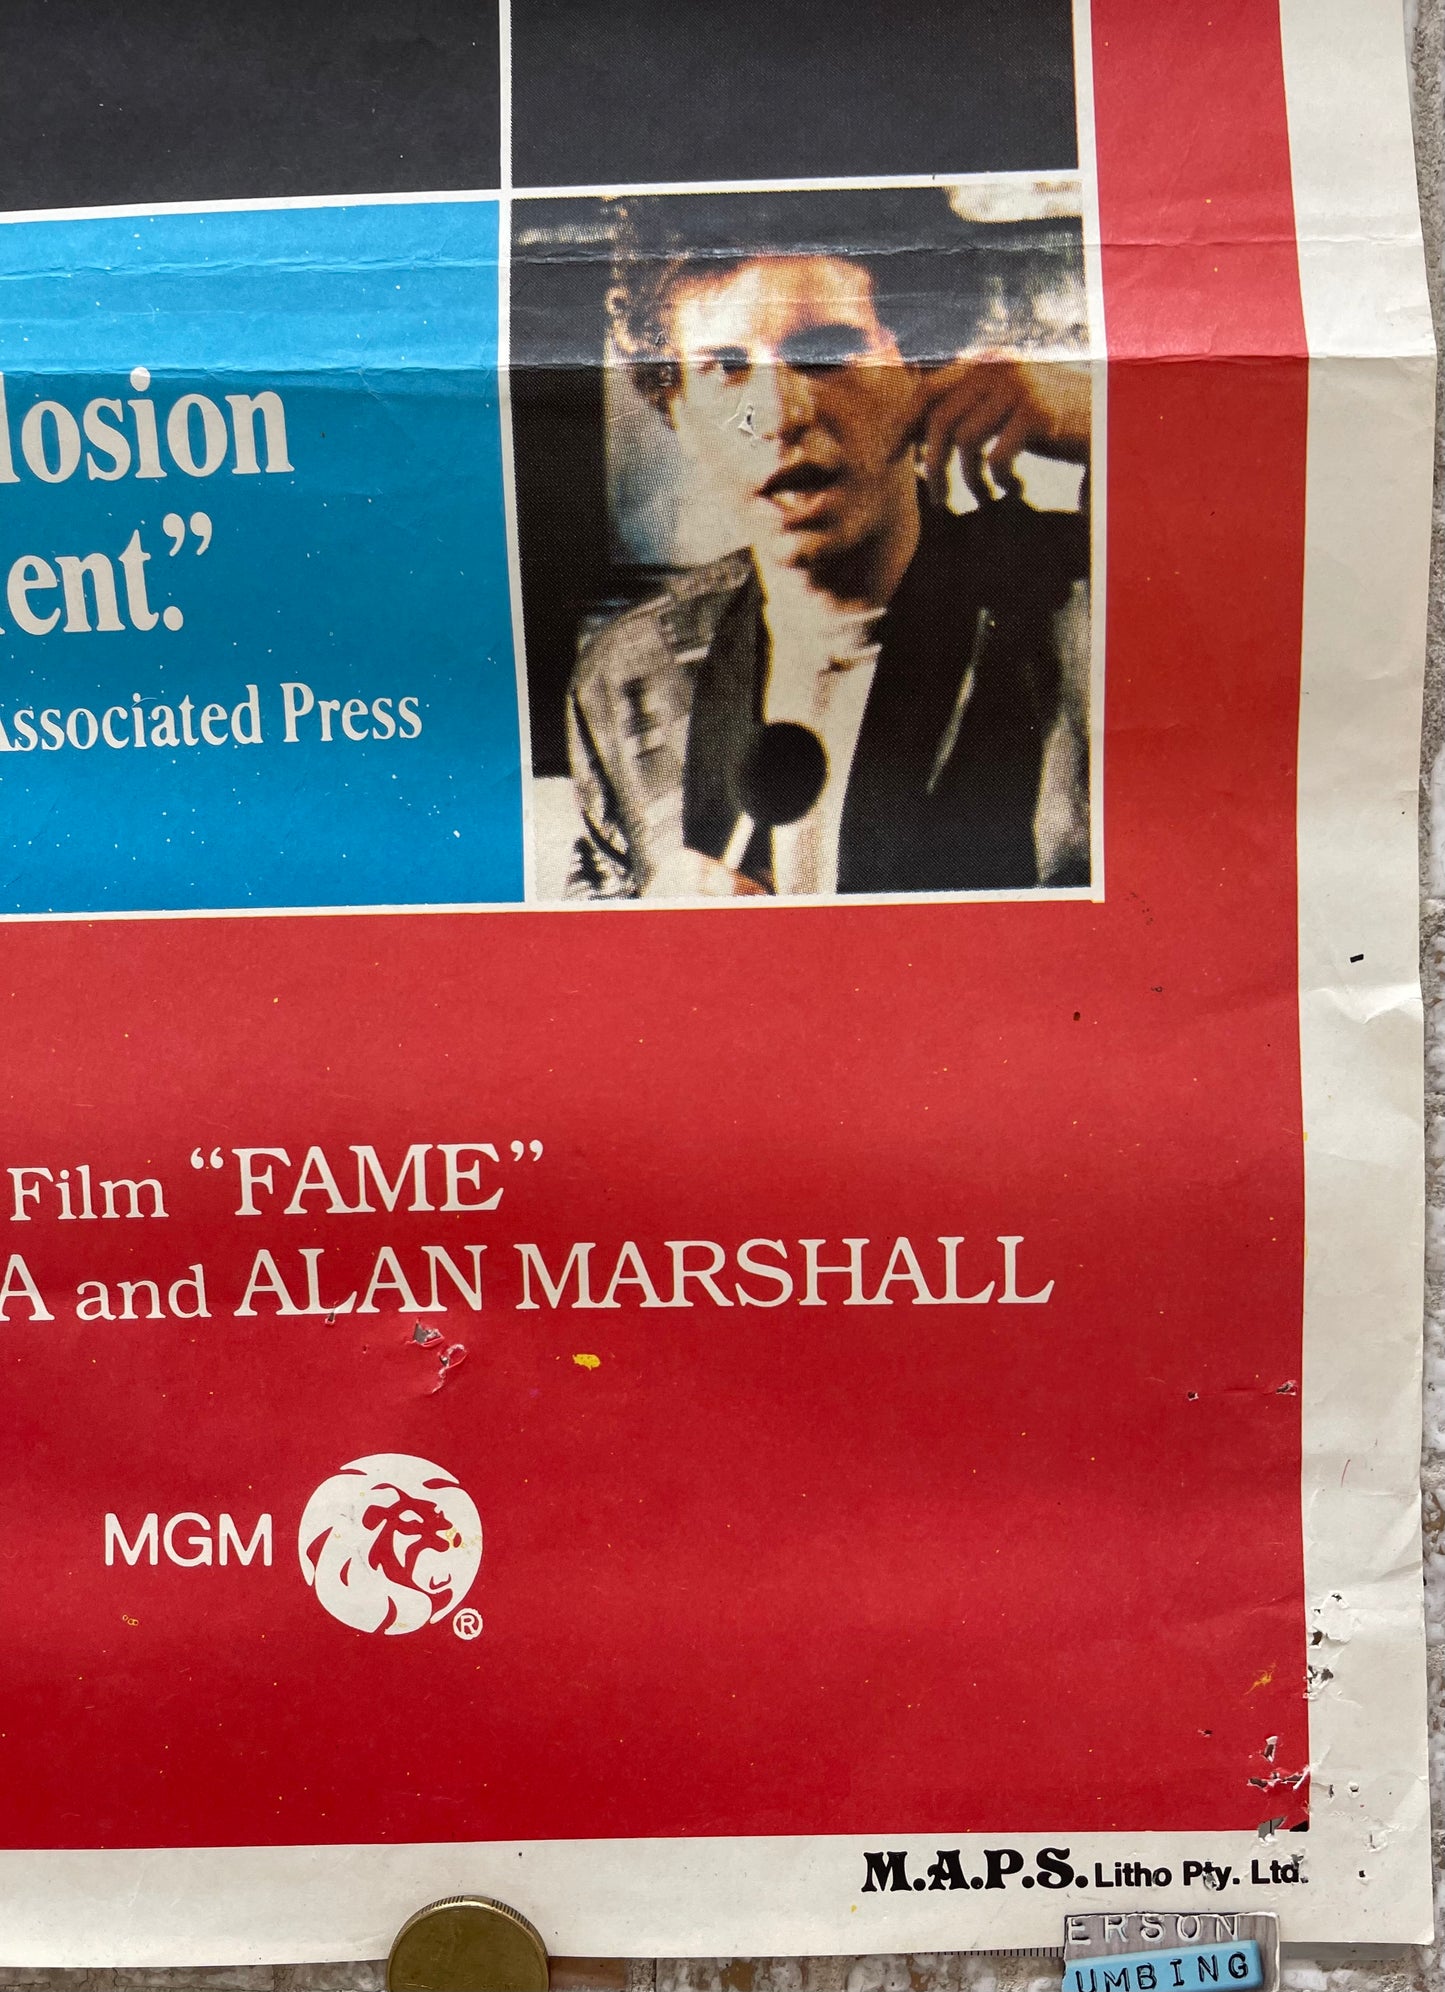 losion
ent.”
Associated Press
Film “FAME”
A and ALAN MARSHALL
MGM
®
M.A.P.S. Litho Pty. Ltd.
ERSON
UMBING